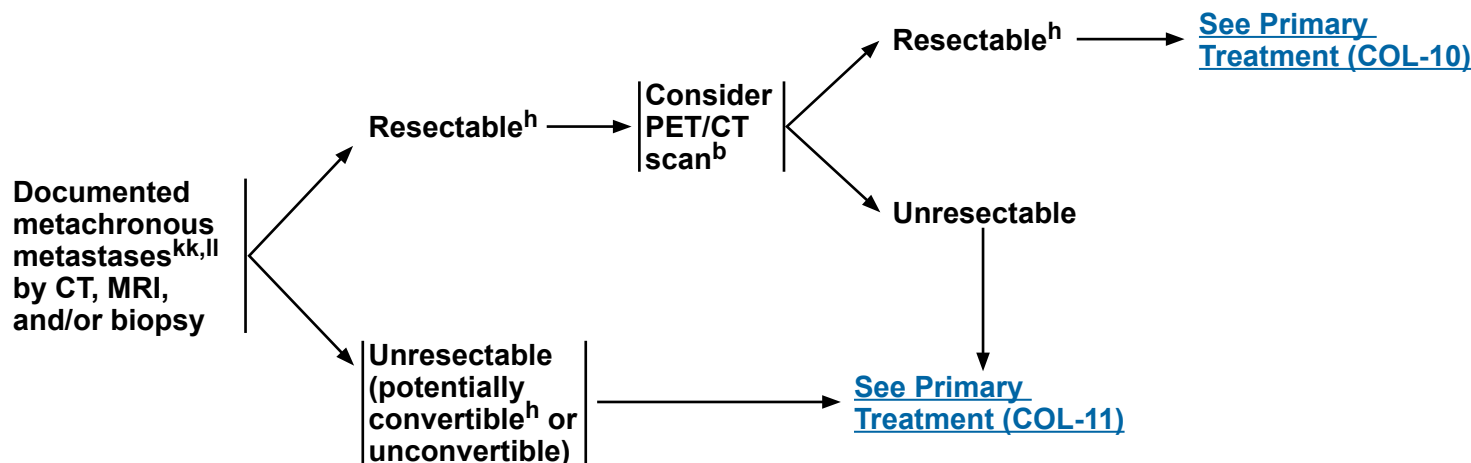 Documented
metachronous
metastases^kk,ll
by CT, MRI,
and/or biopsy
Resectable^h
Consider
PET/CT
scan^b
Resectable^h
See Primary
Treatment (COL-10)
Unresectable
Unresectable
(potentially
convertible^h or
unconvertible)
See Primary
Treatment (COL-11)